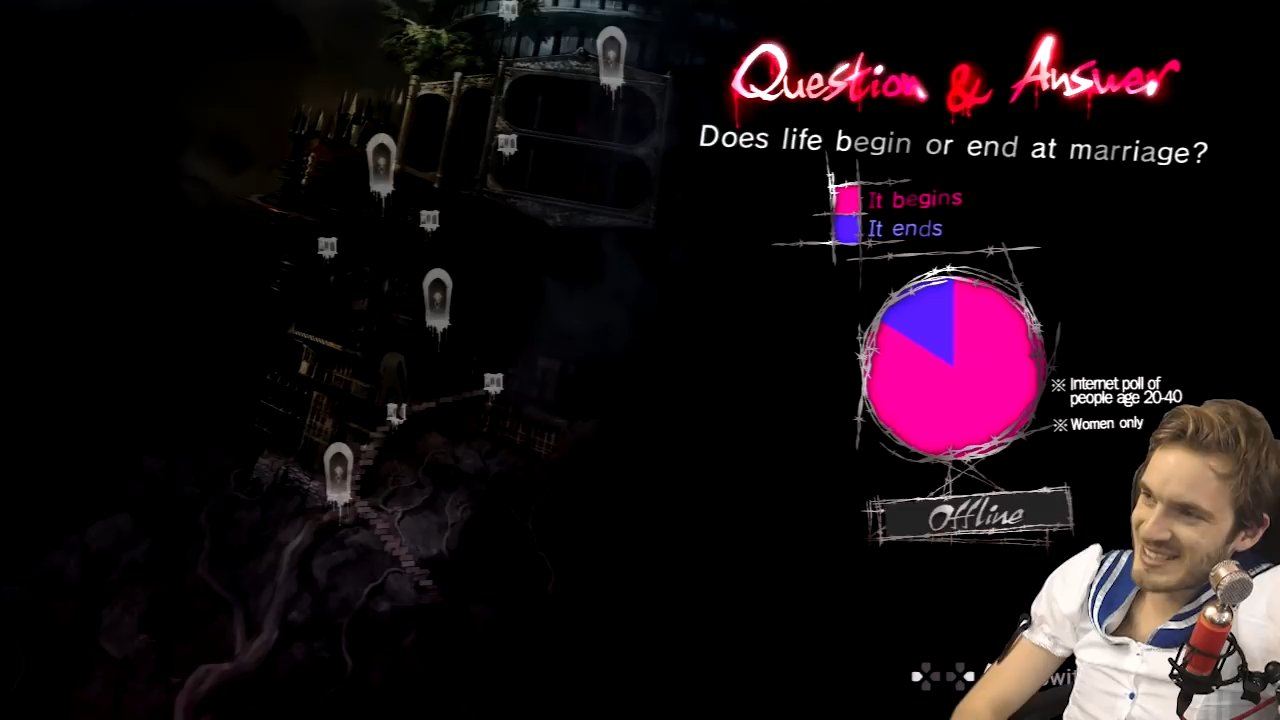 Question & Answer
Does life begin or end at marriage?
It begins
It ends
※ Internet poll of
people age 20-40
※ Women only
Offline